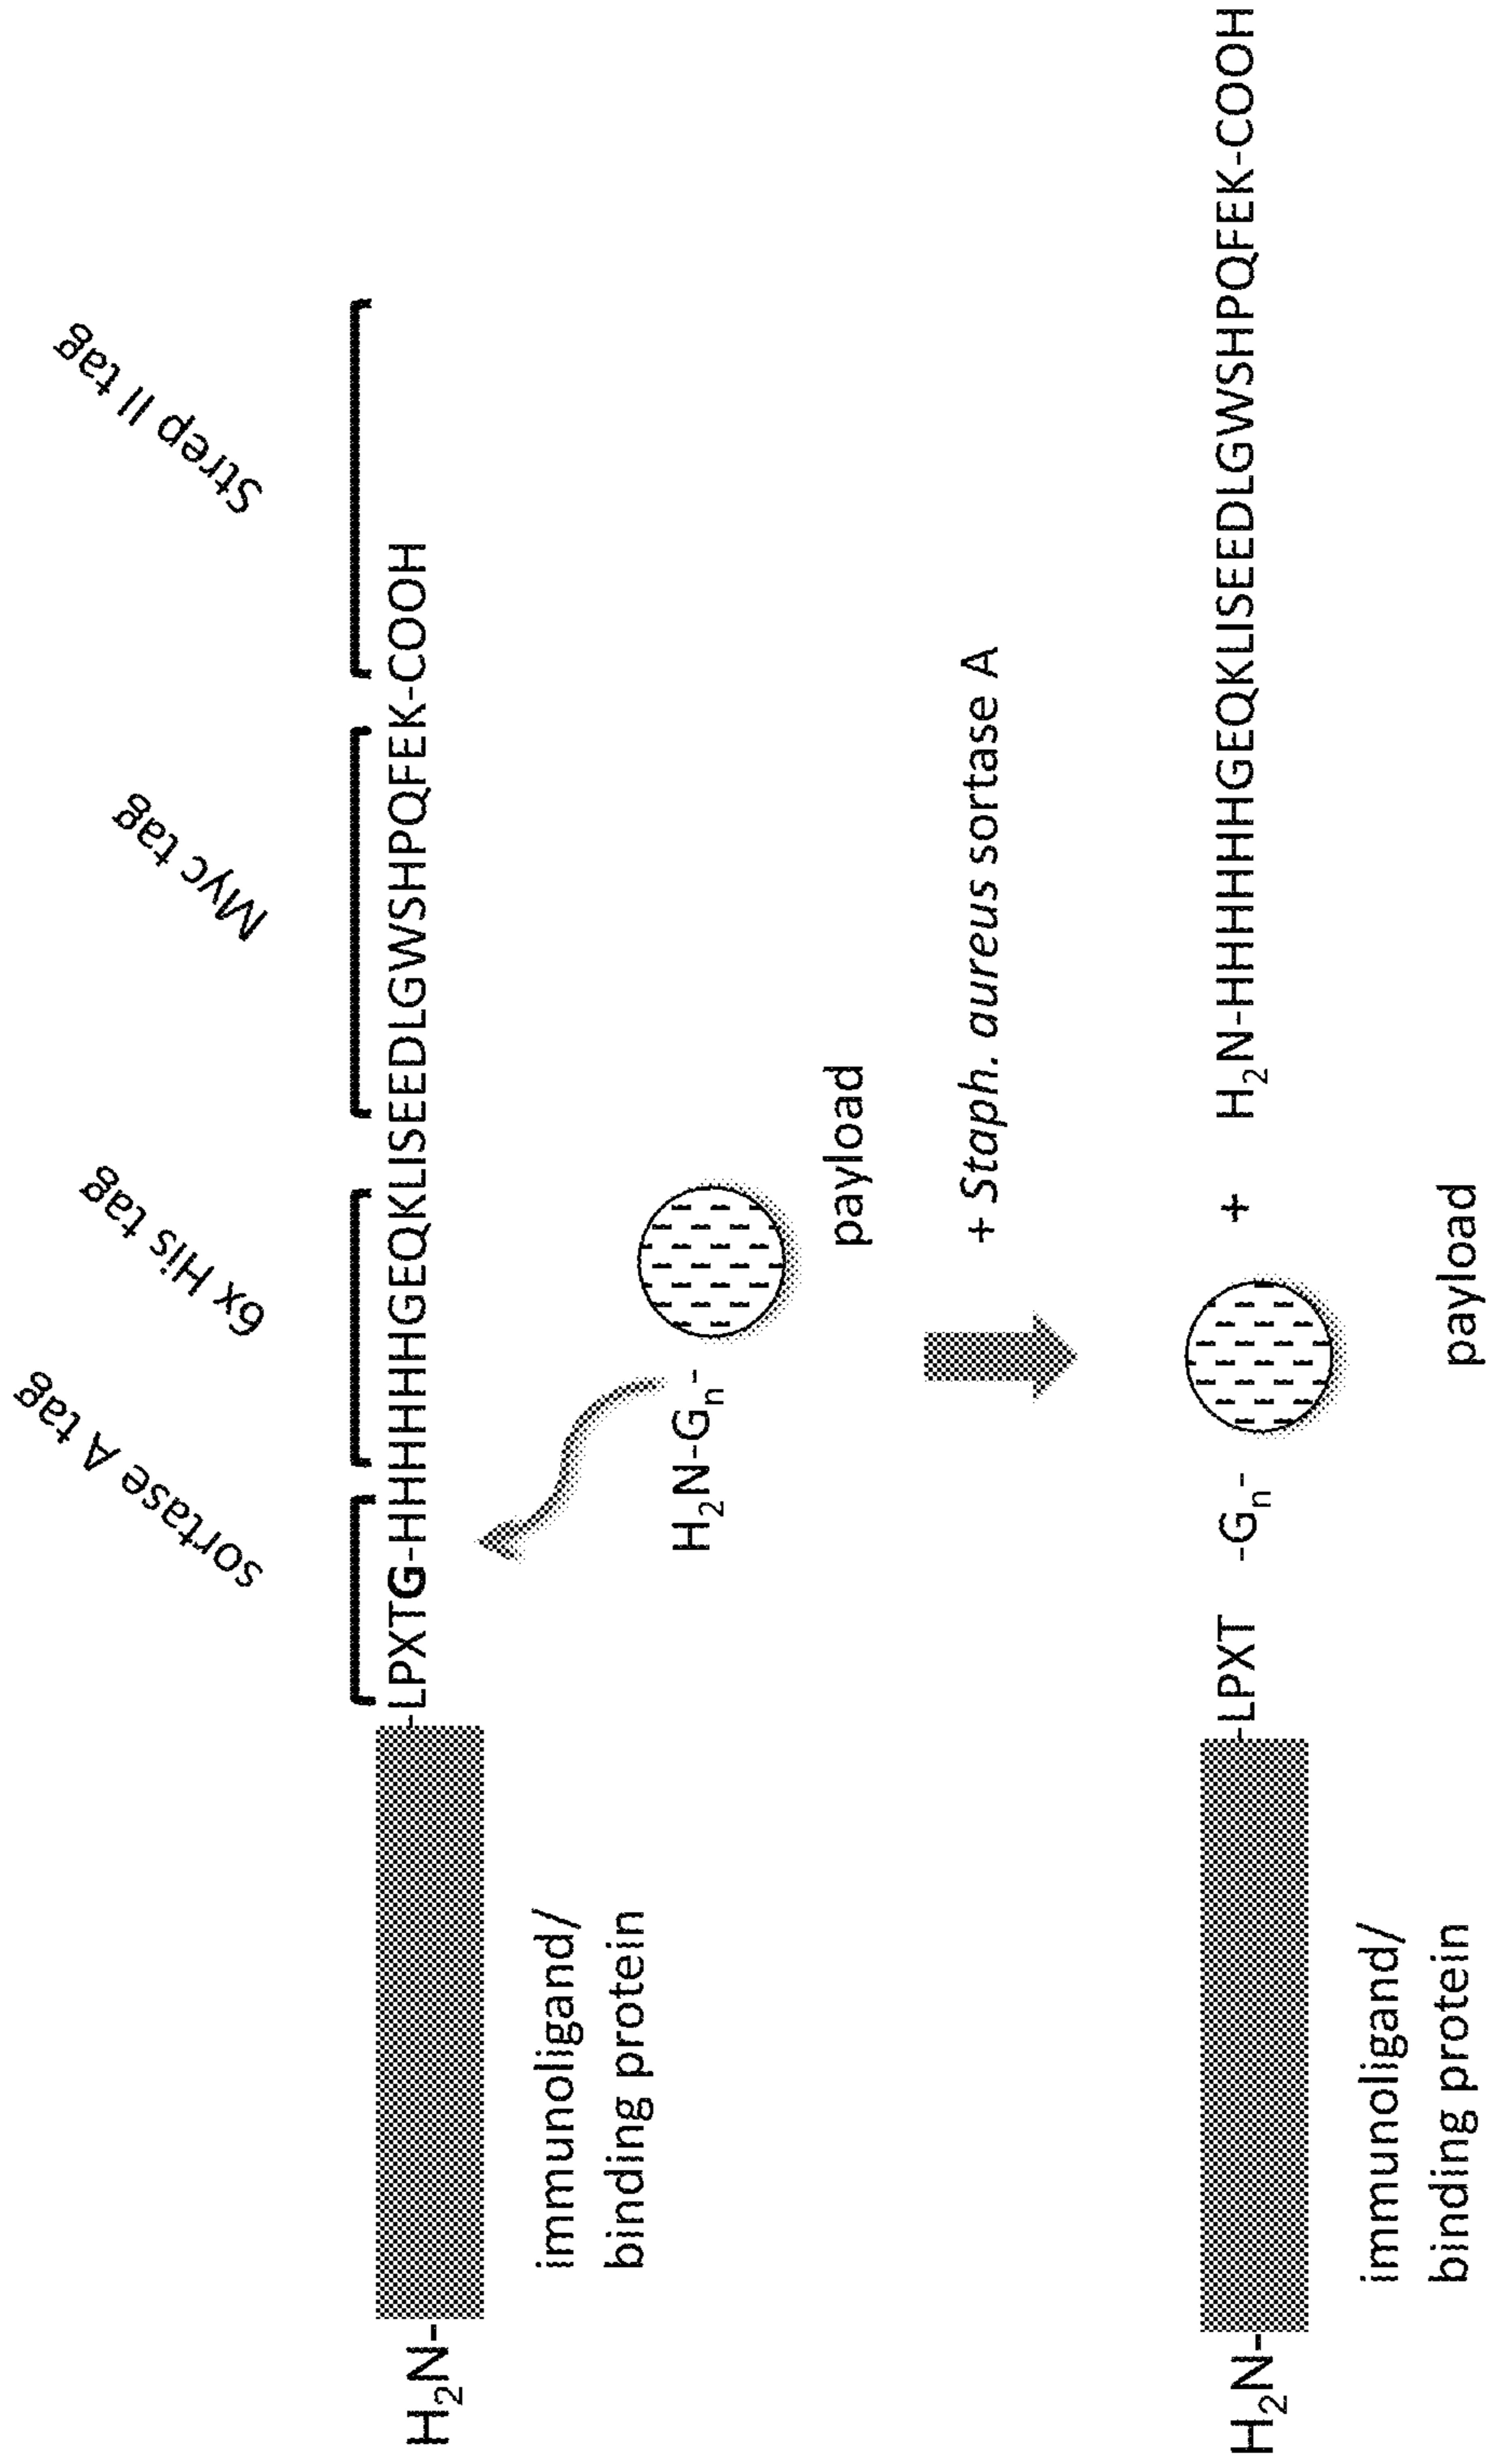 sortase A tag
6x His tag
Myc tag
Strep II tag
H₂N- -LPXTG-HHHHHHGEQKLISEEDLGWSHPQFEK-COOH
immunoligand/
binding protein
H₂N-Gₙ-
payload
+ Staph. aureus sortase A
H₂N- -LPXT -Gₙ- + H₂N-HHHHHHGEQKLISEEDLGWSHPQFEK-COOH
immunoligand/
binding protein
payload